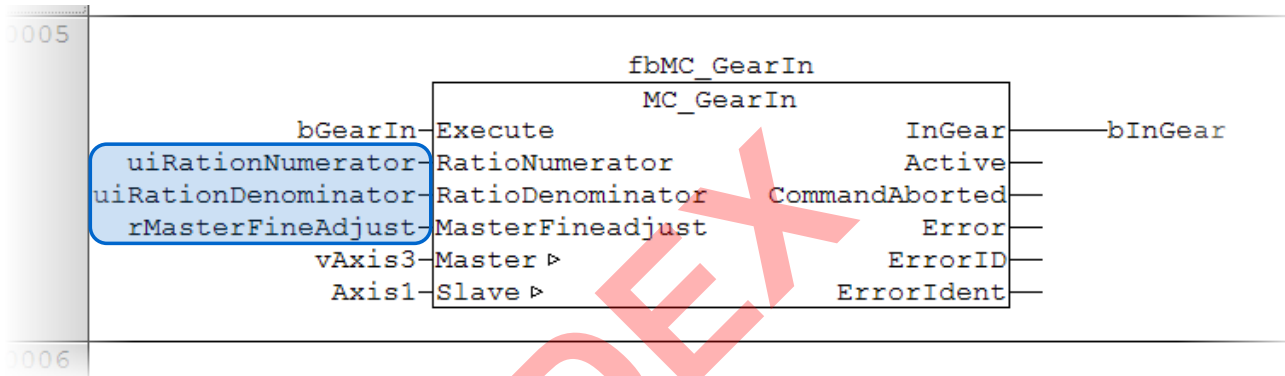 0005
fbMC_GearIn
MC_GearIn
bGearIn Execute InGear bInGear
uiRationNumerator RatioNumerator Active
uiRationDenominator RatioDenominator CommandAborted
rMasterFineAdjust MasterFineadjust Error
vAxis3 Master ErrorID
Axis1 Slave ErrorIdent
0006